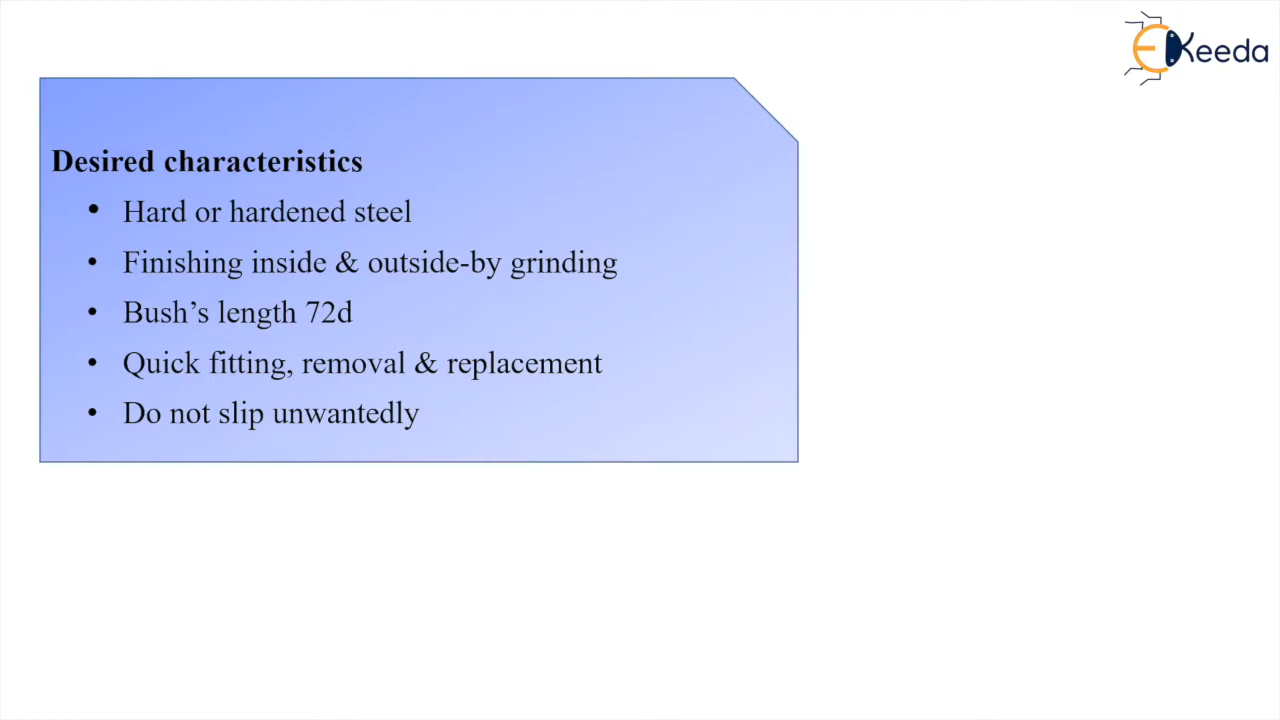 EKeeda
Desired characteristics
• Hard or hardened steel
• Finishing inside & outside-by grinding
• Bush’s length 72d
• Quick fitting, removal & replacement
• Do not slip unwantedly